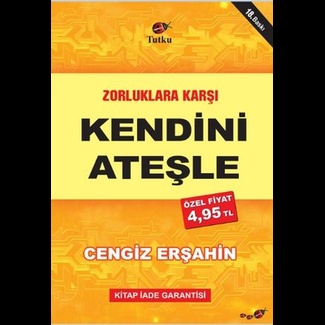 Tutku
18.Baskı
ZORLUKLARA KARŞI
KENDİNİ
ATEŞLE
ÖZEL FİYAT
4,95 TL
CENGİZ ERŞAHİN
KİTAP İADE GARANTİSİ